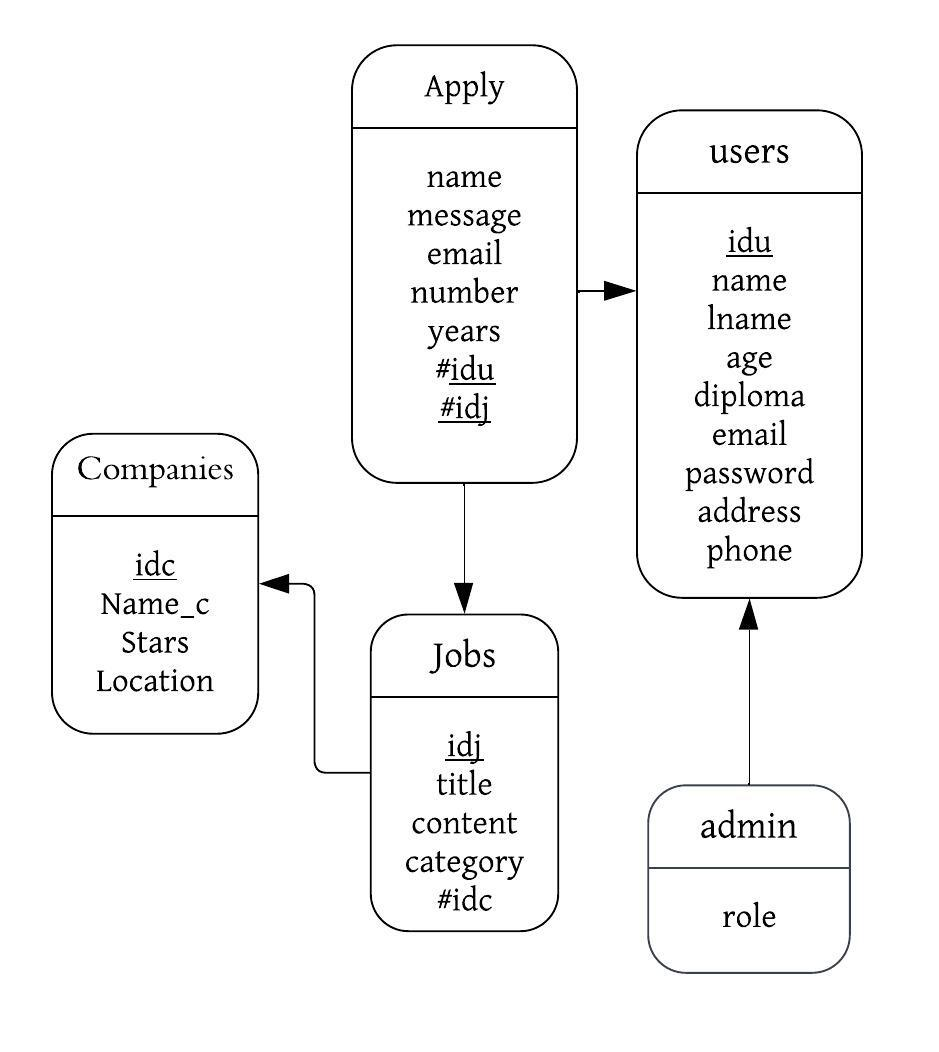 Apply
name
message
email
number
years
#idu
#idj
users
idu
name
lname
age
diploma
email
password
address
phone
Companies
idc
Name_c
Stars
Location
Jobs
idj
title
content
category
#idc
admin
role